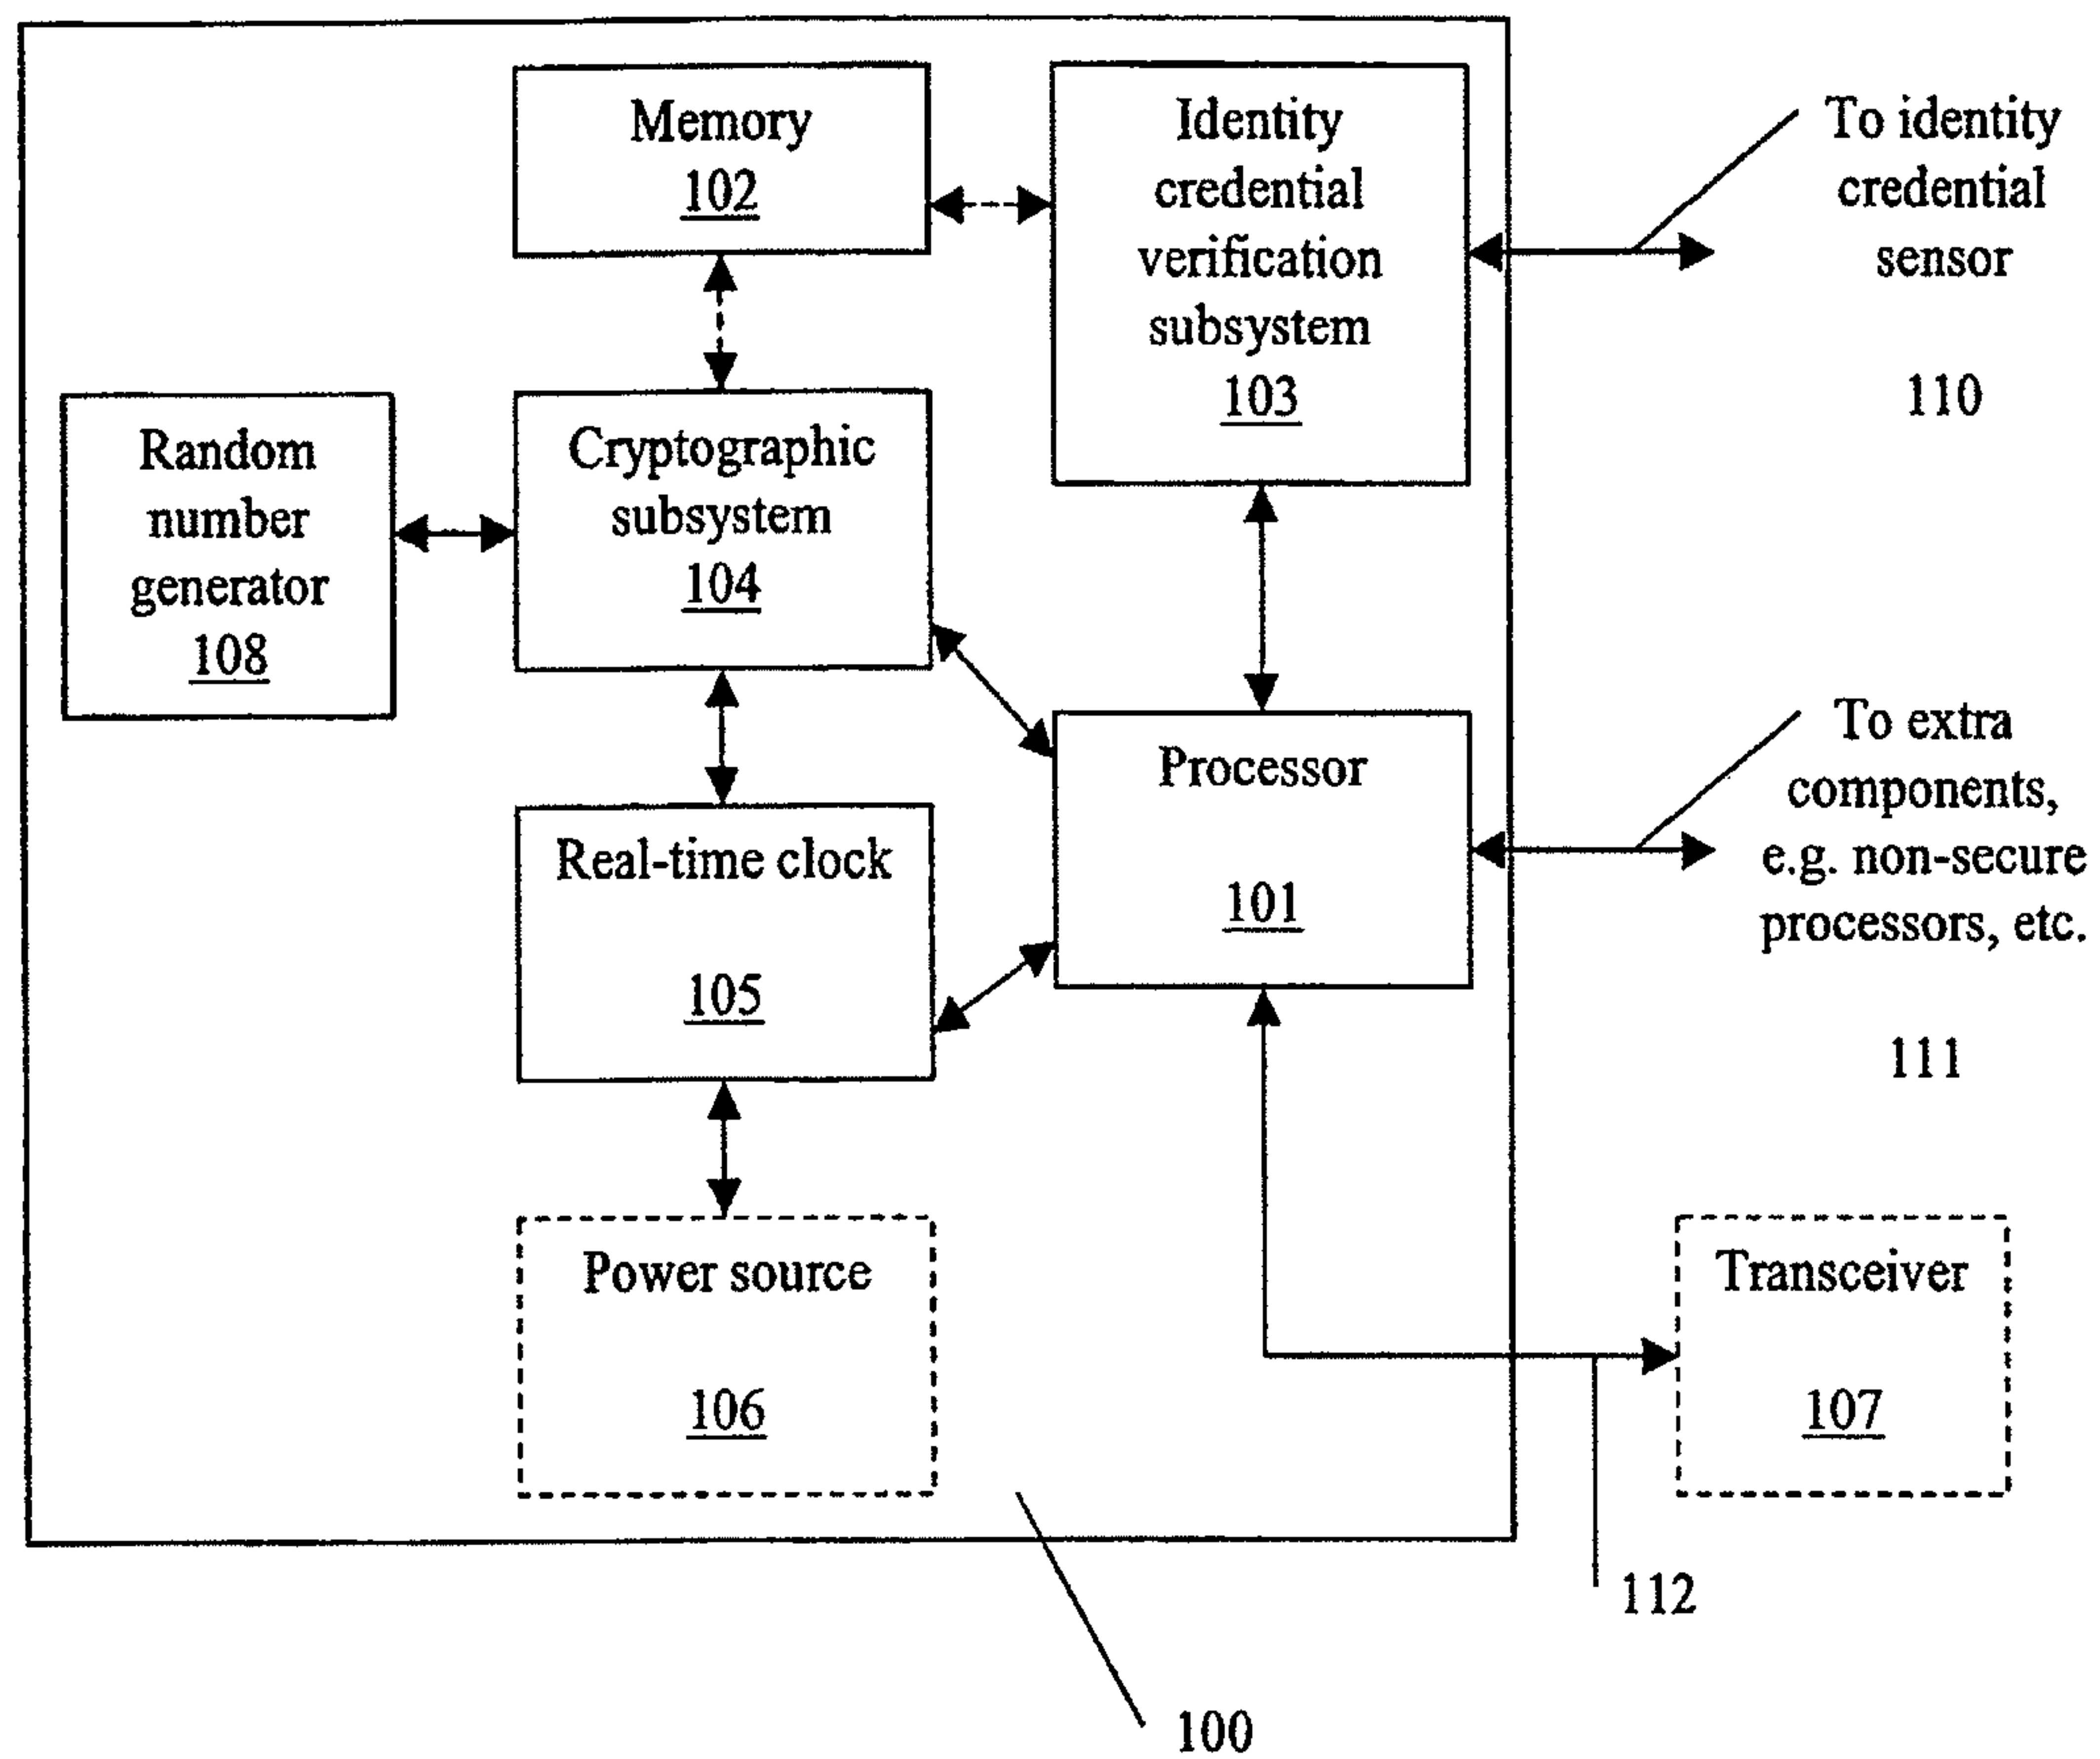 Memory
102
Identity
credential
verification
subsystem
103
To identity
credential
sensor
110
Random
number
generator
108
Cryptographic
subsystem
104
Processor
101
To extra
components,
e.g. non-secure
processors, etc.
111
Real-time clock
105
Power source
106
Transceiver
107
112
100